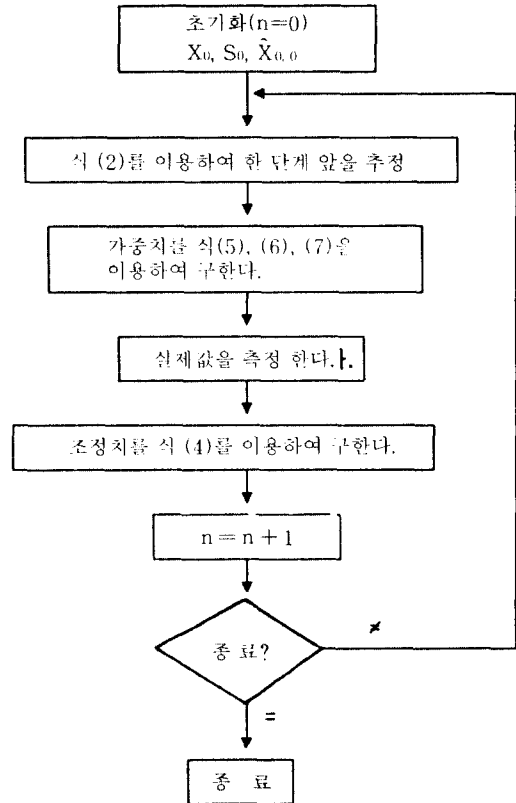 초기화(n=0)
X₀, S₀, X̂₀,₀
식 (2)를 이용하여 한 단계 앞을 추정
가중치를 식(5), (6), (7)을
이용하여 구한다.
실제값을 측정 한다.
조정치를 식 (4)를 이용하여 구한다.
n = n + 1
종 료?
≠
=
종 료